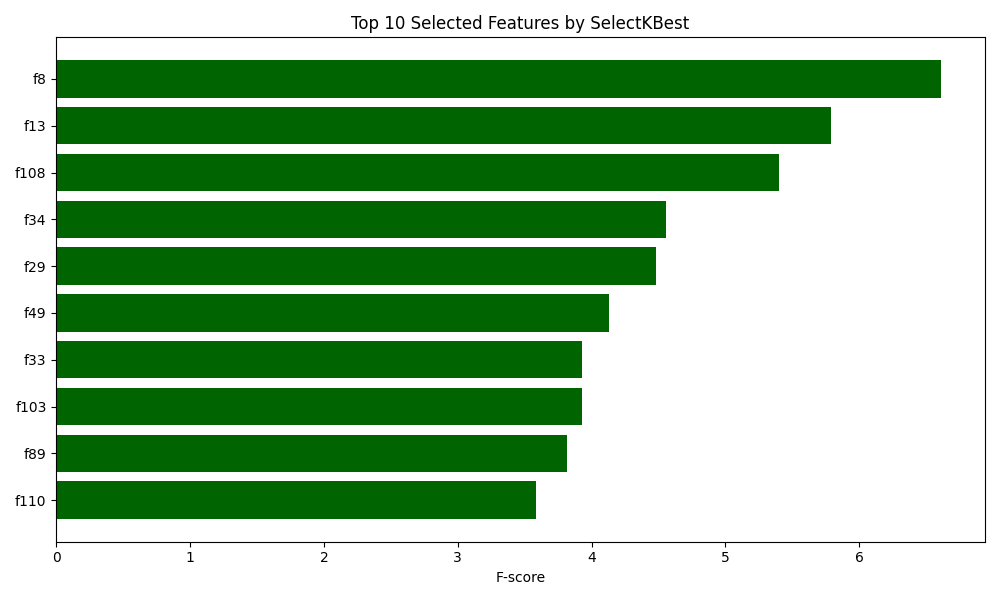 Top 10 Selected Features by SelectKBest
f8
f13
f108
f34
f29
f49
f33
f103
f89
f110
0 1 2 3 4 5 6
F-score